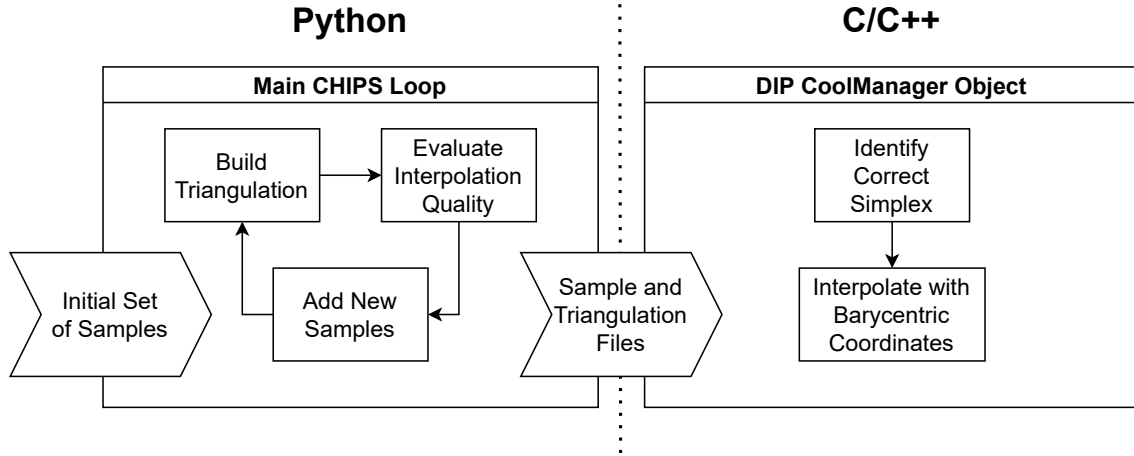 Python
C/C++
Main CHIPS Loop
Build
Triangulation
Evaluate
Interpolation
Quality
Initial Set
of Samples
Add New
Samples
Sample and
Triangulation
Files
DIP CoolManager Object
Identify
Correct
Simplex
Interpolate with
Barycentric
Coordinates